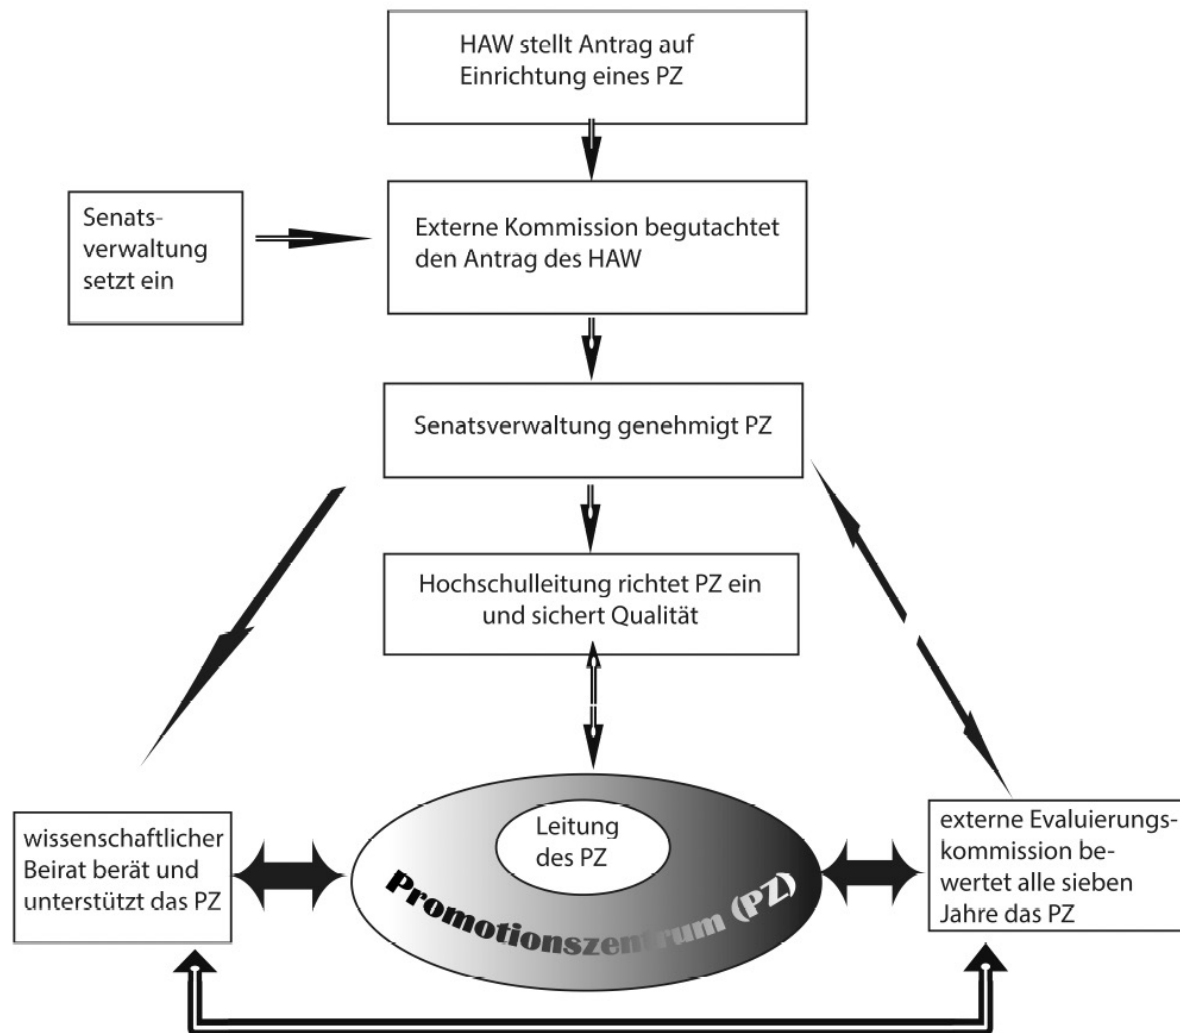 HAW stellt Antrag auf
Einrichtung eines PZ
Senats-
verwaltung
setzt ein
Externe Kommission begutachtet
den Antrag des HAW
Senatsverwaltung genehmigt PZ
Hochschulleitung richtet PZ ein
und sichert Qualität
wissenschaftlicher
Beirat berät und
unterstützt das PZ
Leitung
des PZ
Promotionszentrum (PZ)
externe Evaluierungs-
kommission be-
wertet alle sieben
Jahre das PZ